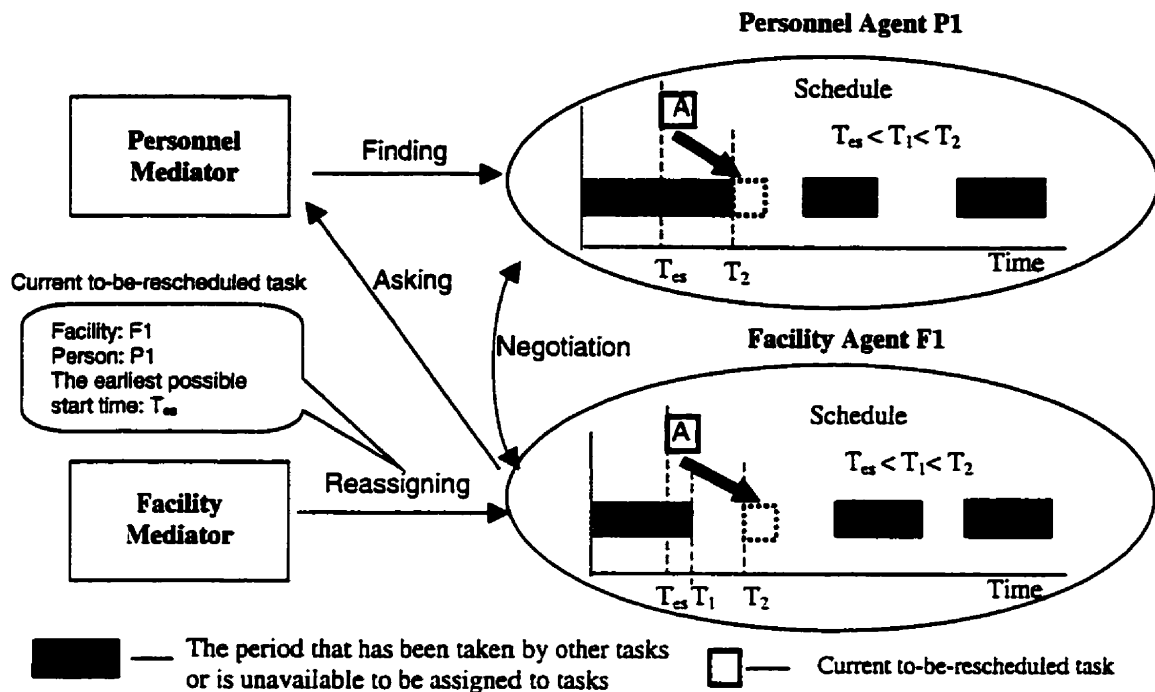 Personnel Agent P1
Personnel
Mediator
Finding
A
Schedule
Tes < T1 < T2
Tes
T2
Time
Asking
Current to-be-rescheduled task
Facility: F1
Person: P1
The earliest possible
start time: Tes
Negotiation
Facility Agent F1
A
Schedule
Tes < T1 < T2
Facility
Mediator
Reassigning
Tes T1
T2
Time
The period that has been taken by other tasks
or is unavailable to be assigned to tasks
Current to-be-rescheduled task